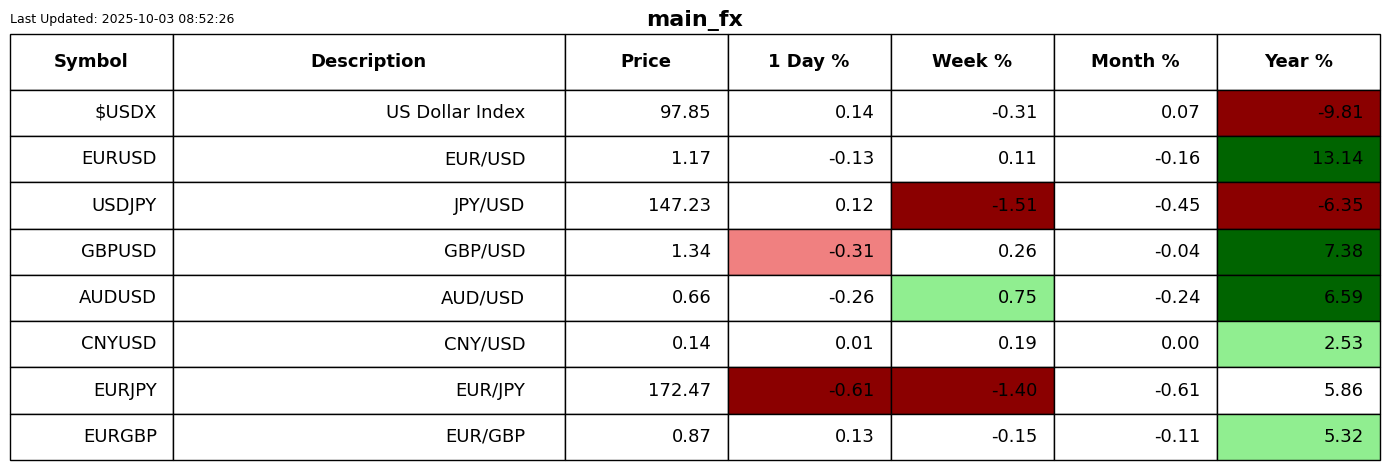 Last Updated: 2025-10-03 08:52:26
main_fx
Symbol Description Price 1 Day % Week % Month % Year %
$USDX US Dollar Index 97.85 0.14 -0.31 0.07 -9.81
EURUSD EUR/USD 1.17 -0.13 0.11 -0.16 13.14
USDJPY JPY/USD 147.23 0.12 -1.51 -0.45 -6.35
GBPUSD GBP/USD 1.34 -0.31 0.26 -0.04 7.38
AUDUSD AUD/USD 0.66 -0.26 0.75 -0.24 6.59
CNYUSD CNY/USD 0.14 0.01 0.19 0.00 2.53
EURJPY EUR/JPY 172.47 -0.61 -1.40 -0.61 5.86
EURGBP EUR/GBP 0.87 0.13 -0.15 -0.11 5.32